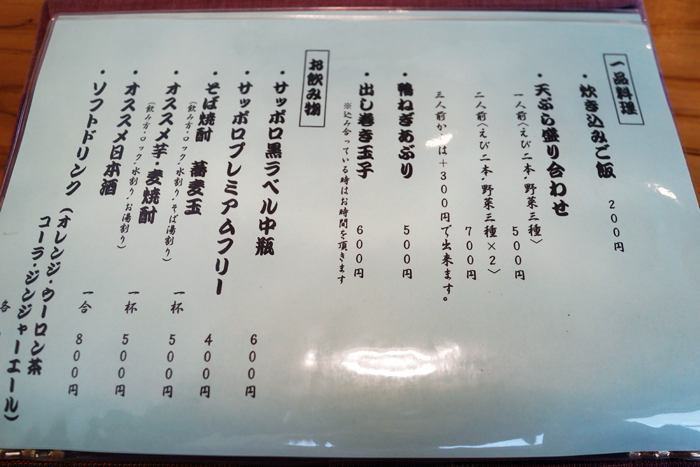 一品料理
・炊き込みご飯 200円
・天ぷら盛り合わせ
一人前〈えび二本・野菜三種〉 500円
二人前〈えび二本・野菜三種×2〉 700円
三人前からは+300円で出来ます。
・鴨ねぎあぶり 500円
・出し巻き玉子 600円
※込み合っている時はお時間を頂きます
お飲み物
・サッポロ黒ラベル中瓶 600円
・サッポロプレミアムフリー 400円
・そば焼酎 蕎麦玉 一杯 500円
(飲み方・ロック・水割り・そば湯割り)
・オススメ芋・麦焼酎 一杯 500円
(飲み方・ロック・水割り・お湯割り)
・オススメ日本酒 一合 800円
・ソフトドリンク(オレンジ・ウーロン茶
コーラ・ジンジャーエール)
各